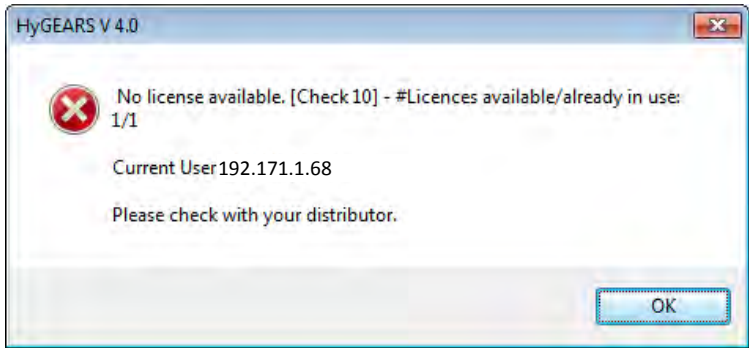 HyGEARS V 4.0
No license available. [Check 10] - #Licences available/already in use:
1/1
Current User192.171.1.68
Please check with your distributor.
OK